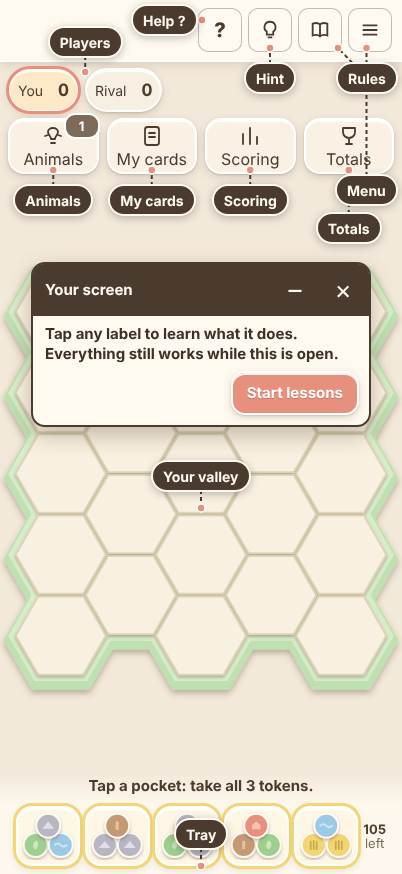 Help ?
?
Players
Hint
Rules
You 0
Rival 0
1
Animals
My cards
Scoring
Totals
Animals
My cards
Scoring
Menu
Totals
Your screen
Tap any label to learn what it does.
Everything still works while this is open.
Start lessons
Your valley
Tap a pocket: take all 3 tokens.
Tray
105
left